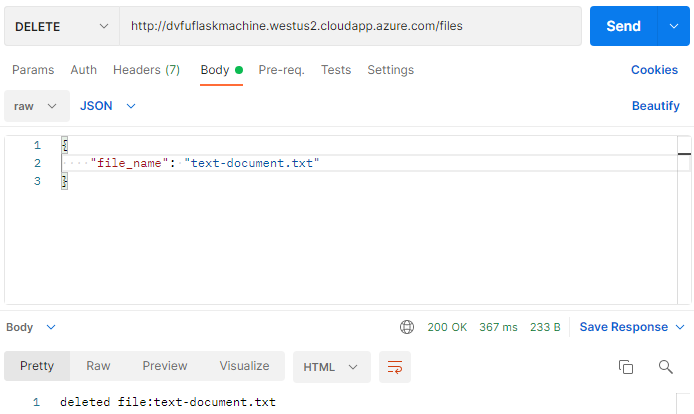 DELETE http://dvfuflaskmachine.westus2.cloudapp.azure.com/files Send
Params Auth Headers (7) Body Pre-req. Tests Settings Cookies
raw JSON Beautify
1 {
2 "file_name": "text-document.txt"
3 }
Body 200 OK 367 ms 233 B Save Response
Pretty Raw Preview Visualize HTML
1 deleted file:text-document.txt